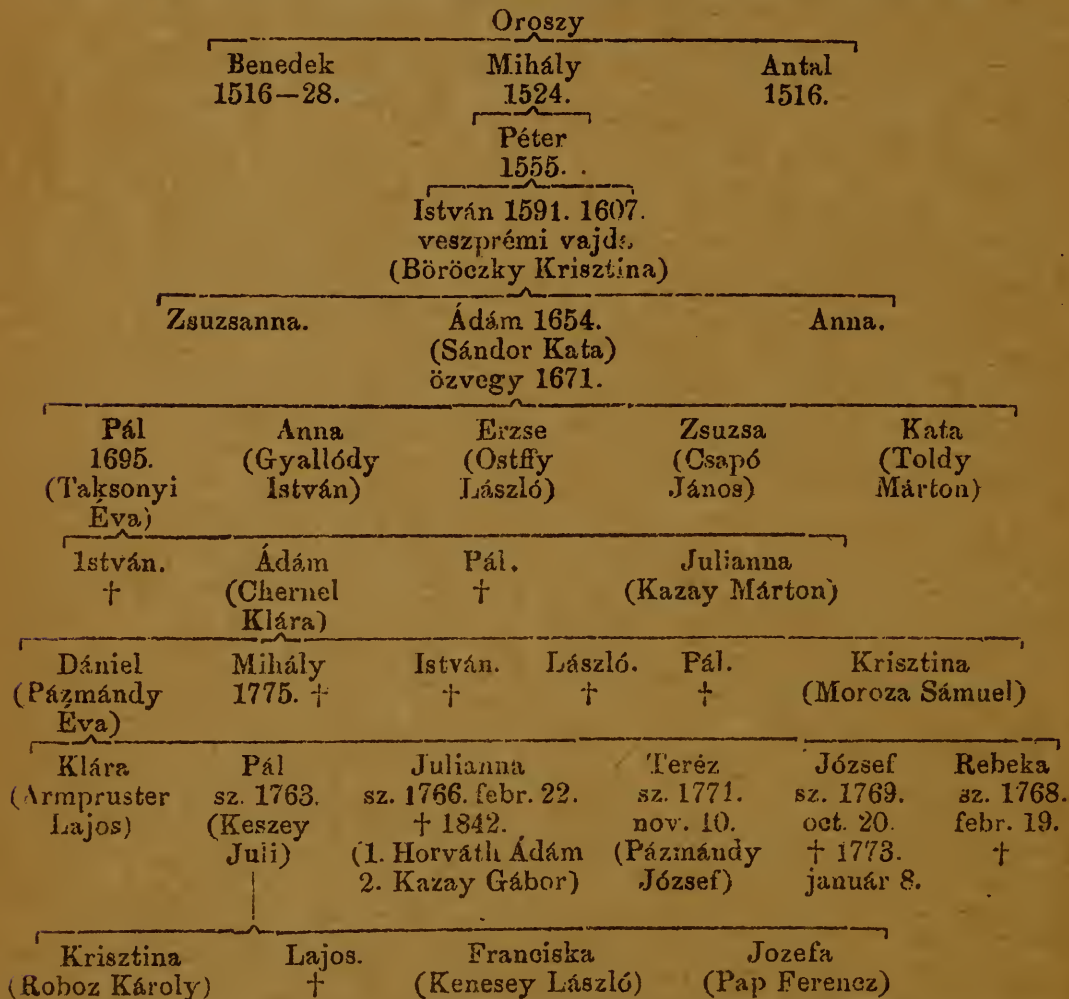 Oroszy
Benedek Mihály Antal
1516—28. 1524. 1516.
Péter
1555.
István 1591. 1607.
veszprémi vajda
(Böröczky Krisztina)
Zsuzsanna. Ádám 1654. Anna.
(Sándor Kata)
özvegy 1671.
Pál Anna Erzse Zsuzsa Kata
1695. (Gyallódy (Ostffy (Csapó (Toldy
(Taksonyi István) László) János) Márton)
Éva)
István. Ádám Pál. Julianna
† (Chernel † (Kazay Márton)
Klára)
Dániel Mihály István. László. Pál. Krisztina
(Pázmándy 1775. † † † † (Moroza Sámuel)
Éva)
Klára Pál Julianna Teréz József Rebeka
(Armpruster sz. 1763. sz. 1766. febr. 22. sz. 1771. sz. 1769. sz. 1768.
Lajos) (Keszey † 1842. nov. 10. oct. 20. febr. 19.
Juli) (1. Horváth Ádám (Pázmándy † 1773. †
2. Kazay Gábor) József) január 8.
Krisztina Lajos. Franciska Jozefa
(Roboz Károly) † (Kenesey László) (Pap Ferencz)